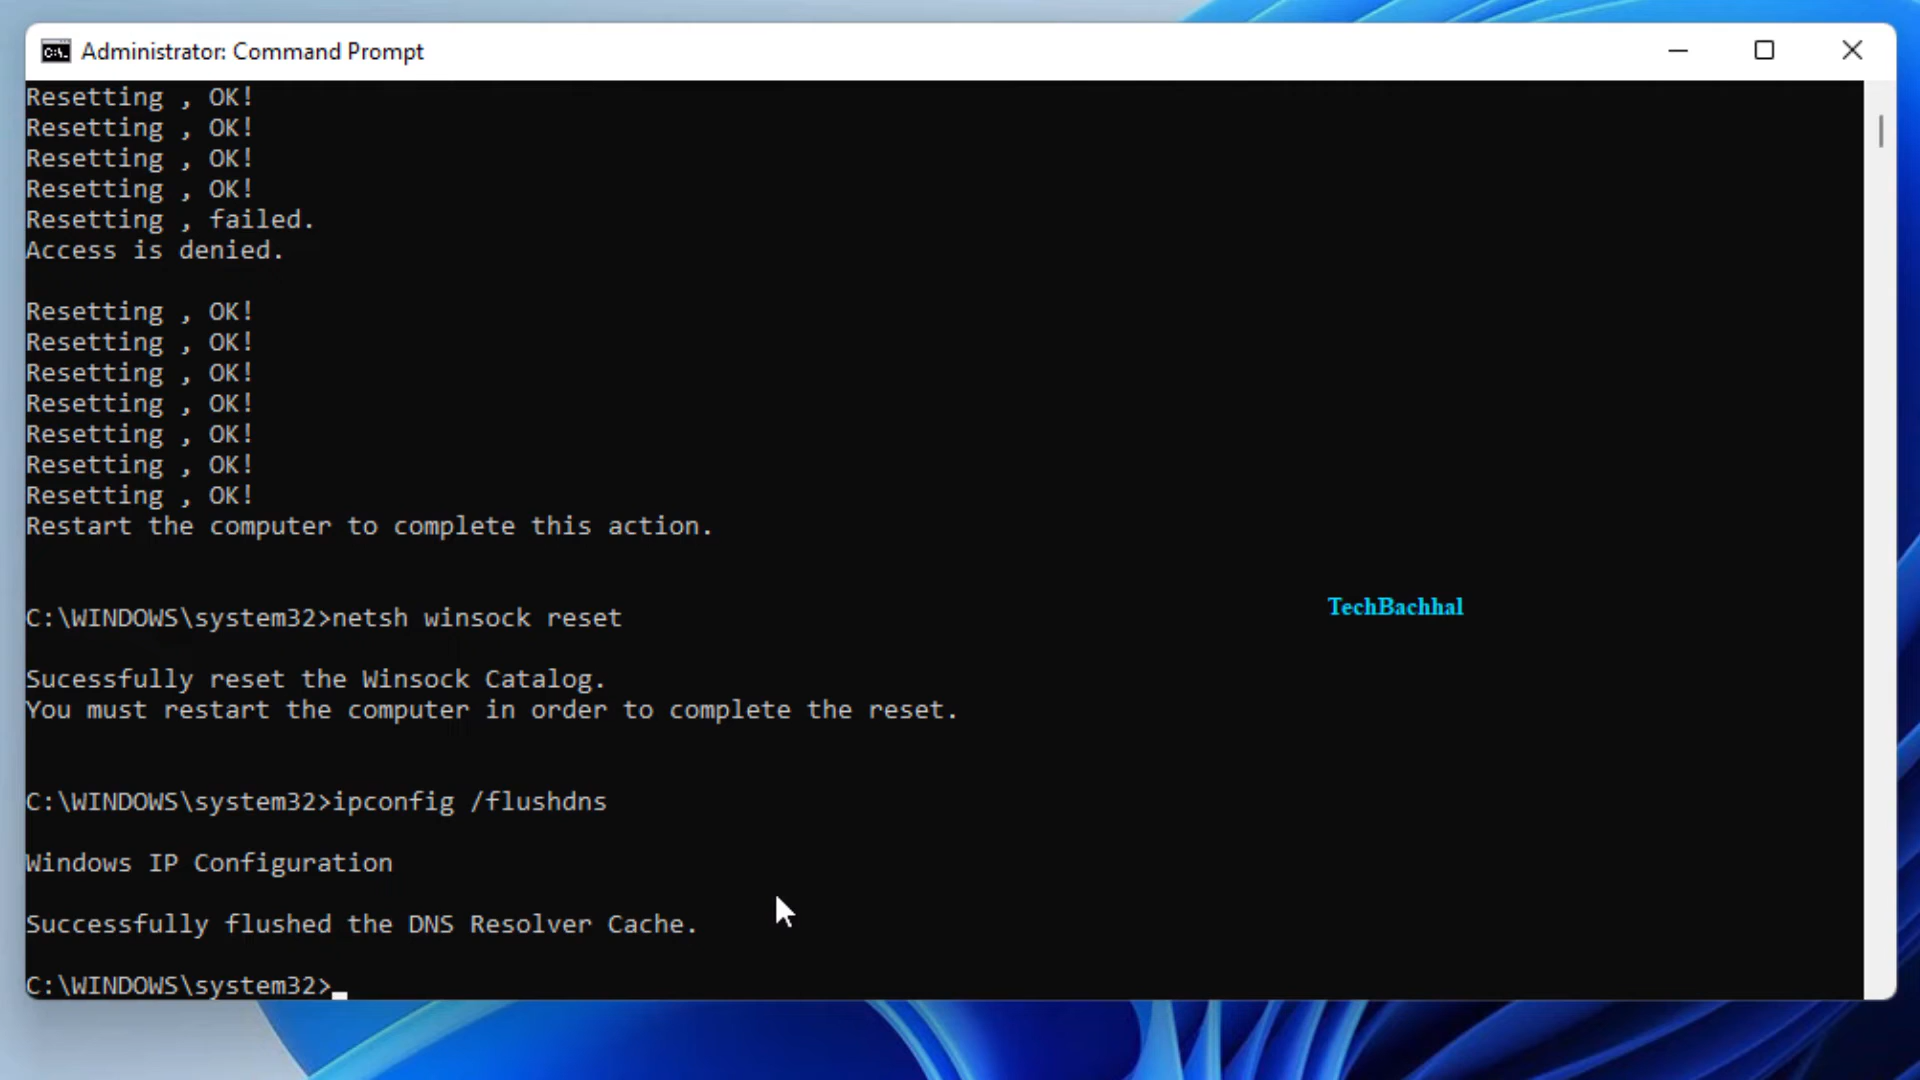 Administrator: Command Prompt
Resetting , OK!
Resetting , OK!
Resetting , OK!
Resetting , OK!
Resetting , failed.
Access is denied.
Resetting , OK!
Resetting , OK!
Resetting , OK!
Resetting , OK!
Resetting , OK!
Resetting , OK!
Resetting , OK!
Restart the computer to complete this action.
C:\WINDOWS\system32>netsh winsock reset
TechBachhal
Sucessfully reset the Winsock Catalog.
You must restart the computer in order to complete the reset.
C:\WINDOWS\system32>ipconfig /flushdns
Windows IP Configuration
Successfully flushed the DNS Resolver Cache.
C:\WINDOWS\system32>